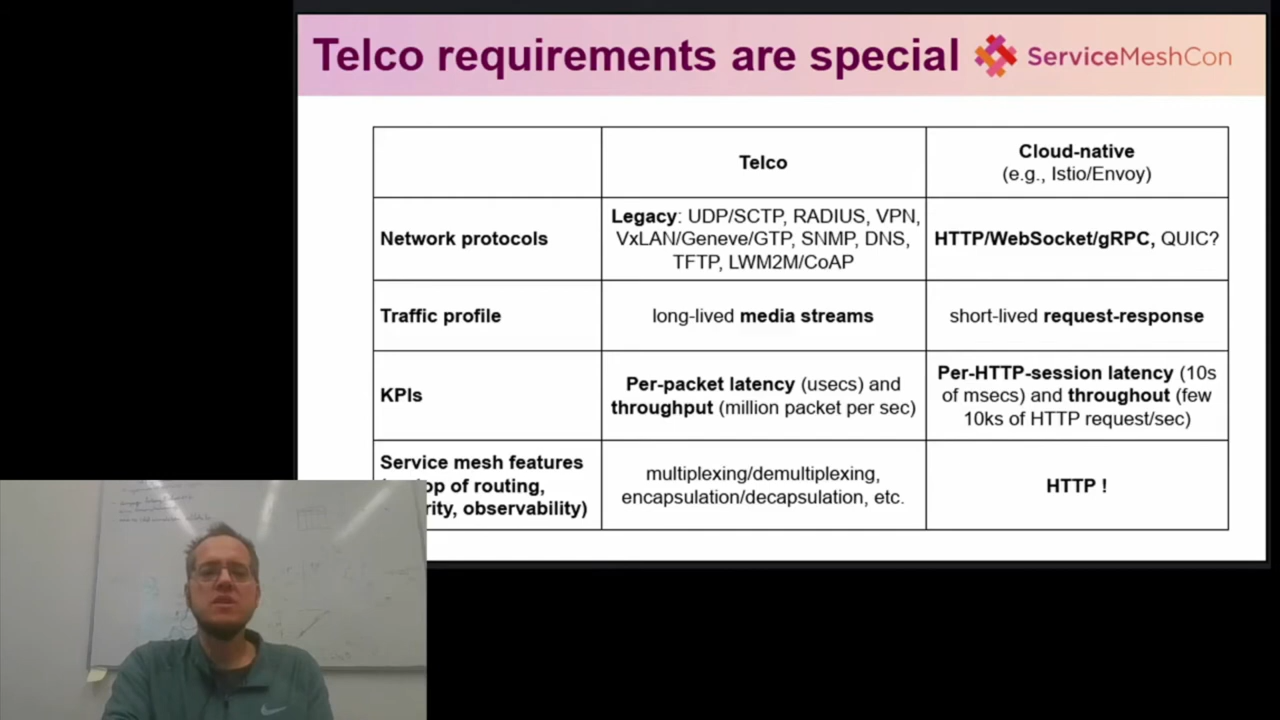 Telco requirements are special
ServiceMeshCon
Telco
Cloud-native
(e.g., Istio/Envoy)
Network protocols
Legacy: UDP/SCTP, RADIUS, VPN,
VxLAN/Geneve/GTP, SNMP, DNS,
TFTP, LWM2M/CoAP
HTTP/WebSocket/gRPC, QUIC?
Traffic profile
long-lived media streams
short-lived request-response
KPIs
Per-packet latency (usecs) and
throughput (million packet per sec)
Per-HTTP-session latency (10s
of msecs) and throughout (few
10ks of HTTP request/sec)
Service mesh features
of routing,
observability)
multiplexing/demultiplexing,
encapsulation/decapsulation, etc.
HTTP !